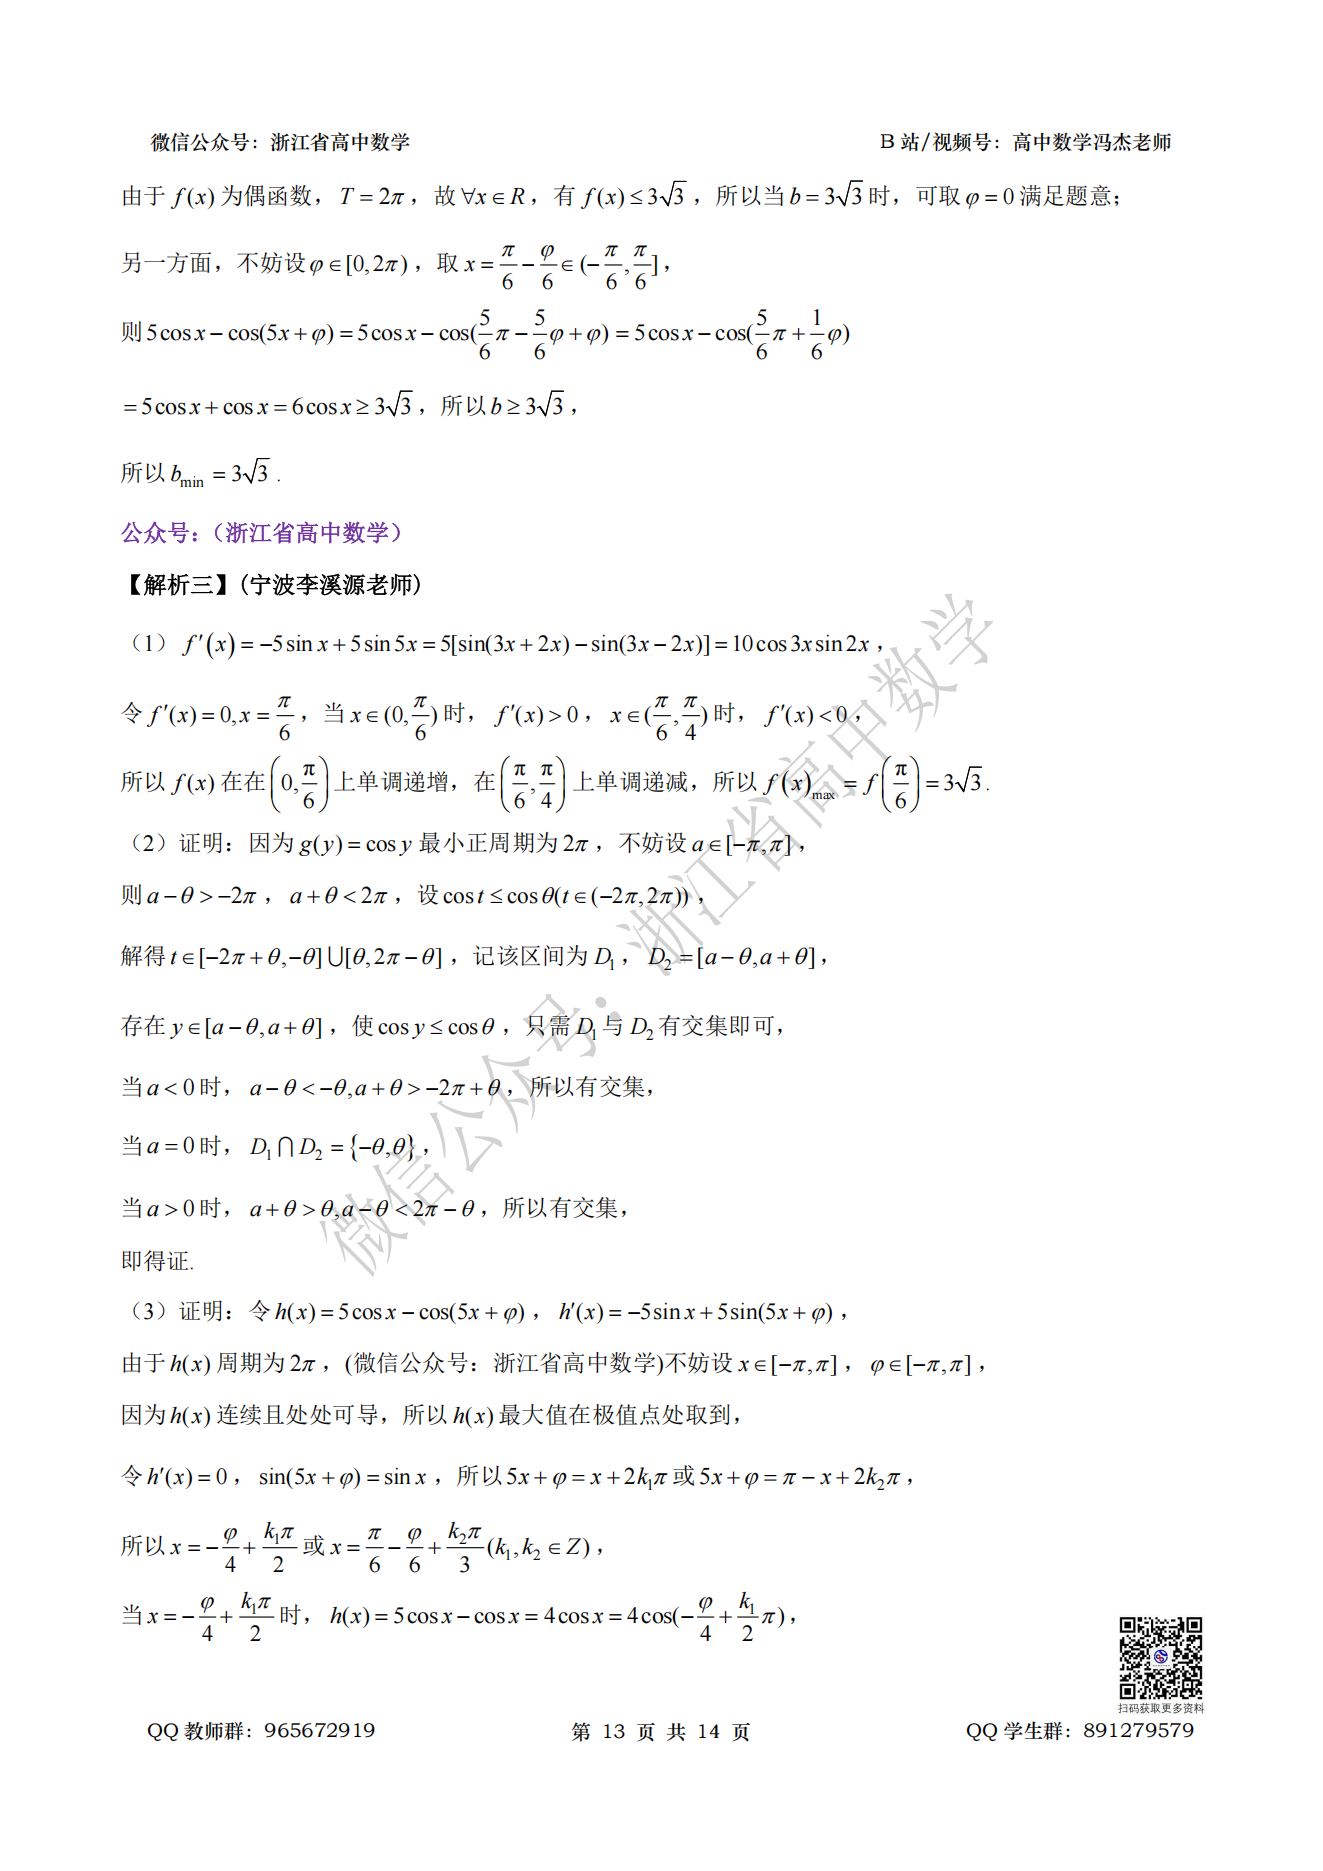 微信公众号：浙江省高中数学
B 站/视频号：高中数学冯杰老师
由于 f(x) 为偶函数，T = 2π，故 ∀x ∈ R，有 f(x) ≤ 3√3，所以当 b = 3√3 时，可取 φ = 0 满足题意；
另一方面，不妨设 φ ∈ [0, 2π)，取 x = π/6 − φ/6 ∈ (−π/6, π/6]，
则 5cos x − cos(5x + φ) = 5cos x − cos(5/6 π − 5/6 φ + φ) = 5cos x − cos(5/6 π + 1/6 φ)
= 5cos x + cos x = 6cos x ≥ 3√3，所以 b ≥ 3√3，
所以 b_min = 3√3 .
公众号：（浙江省高中数学）
【解析三】(宁波李溪源老师)
（1） f′(x) = −5sin x + 5sin 5x = 5[sin(3x + 2x) − sin(3x − 2x)] = 10cos3x sin 2x，
令 f′(x) = 0, x = π/6，当 x ∈ (0, π/6) 时， f′(x) > 0， x ∈ (π/6, π/4) 时， f′(x) < 0，
所以 f(x) 在在 (0, π/6) 上单调递增，在 (π/6, π/4) 上单调递减，所以 f(x)_max = f(π/6) = 3√3 .
（2）证明：因为 g(y) = cos y 最小正周期为 2π，不妨设 a ∈ [−π, π]，
则 a − θ > −2π， a + θ < 2π，设 cos t ≤ cos θ(t ∈ (−2π, 2π))，
解得 t ∈ [−2π + θ, −θ] ∪ [θ, 2π − θ]，记该区间为 D₁， D₂ = [a − θ, a + θ]，
存在 y ∈ [a − θ, a + θ]，使 cos y ≤ cos θ，只需 D₁ 与 D₂ 有交集即可，
当 a < 0 时， a − θ < −θ, a + θ > −2π + θ，所以有交集，
当 a = 0 时， D₁ ∩ D₂ = {−θ, θ}，
当 a > 0 时， a + θ > θ, a − θ < 2π − θ，所以有交集，
即得证.
（3）证明：令 h(x) = 5cos x − cos(5x + φ)， h′(x) = −5sin x + 5sin(5x + φ)，
由于 h(x) 周期为 2π，(微信公众号：浙江省高中数学)不妨设 x ∈ [−π, π]， φ ∈ [−π, π]，
因为 h(x) 连续且处处可导，所以 h(x) 最大值在极值点处取到，
令 h′(x) = 0， sin(5x + φ) = sin x，所以 5x + φ = x + 2k₁π 或 5x + φ = π − x + 2k₂π，
所以 x = −φ/4 + k₁π/2 或 x = π/6 − φ/6 + k₂π/3 (k₁, k₂ ∈ Z)，
当 x = −φ/4 + k₁π/2 时， h(x) = 5cos x − cos x = 4cos x = 4cos(−φ/4 + k₁/2 π)，
微信公众号：浙江省高中数学
扫码获取更多资料
QQ 教师群：965672919
第 13 页 共 14 页
QQ 学生群：891279579